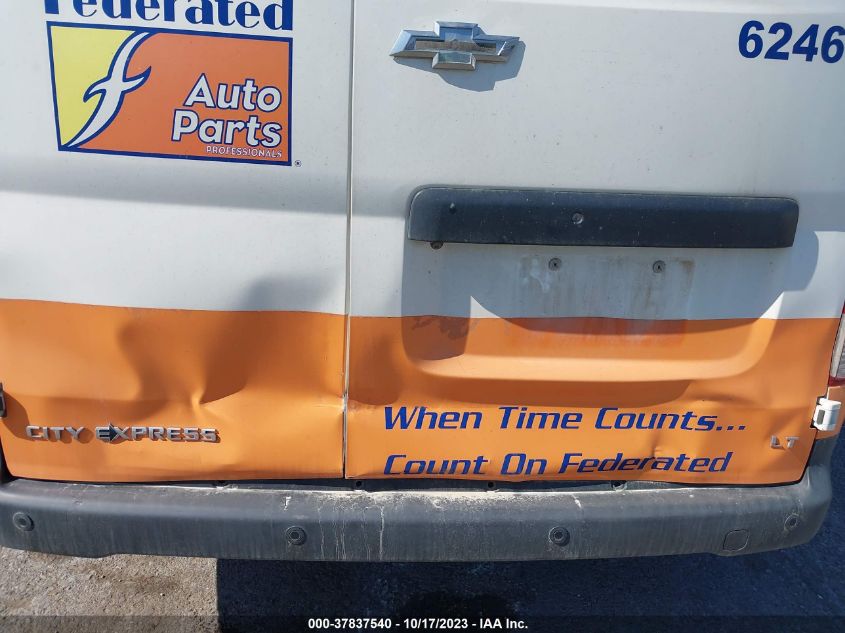 Federated
6246
Auto
Parts
PROFESSIONALS
When Time Counts...
CITY EXPRESS
LT
Count On Federated
000-37837540 - 10/17/2023 - IAA Inc.